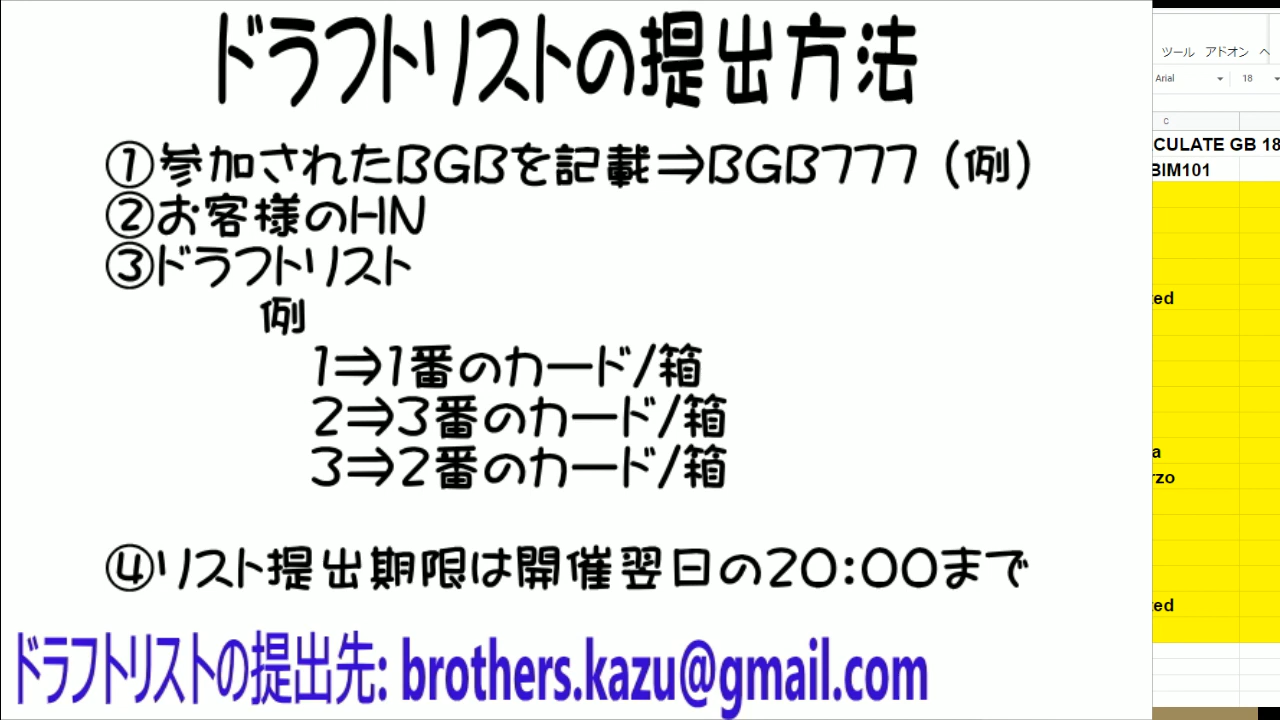 ドラフトリストの提出方法
①参加されたBGBを記載⇒BGB777（例）
②お客様のHN
③ドラフトリスト
例
1⇒1番のカード/箱
2⇒3番のカード/箱
3⇒2番のカード/箱
④リスト提出期限は開催翌日の20:00まで
ドラフトリストの提出先: brothers.kazu@gmail.com
ツール アドオン
Arial 18
C
GB 18
BIM101